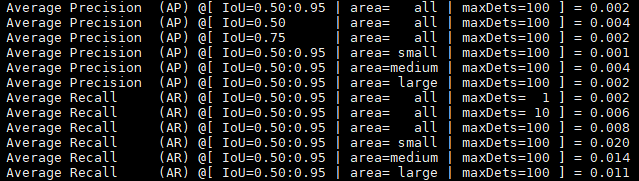 Average Precision  (AP) @[ IoU=0.50:0.95 | area=   all | maxDets=100 ] = 0.002
Average Precision  (AP) @[ IoU=0.50      | area=   all | maxDets=100 ] = 0.004
Average Precision  (AP) @[ IoU=0.75      | area=   all | maxDets=100 ] = 0.002
Average Precision  (AP) @[ IoU=0.50:0.95 | area= small | maxDets=100 ] = 0.001
Average Precision  (AP) @[ IoU=0.50:0.95 | area=medium | maxDets=100 ] = 0.004
Average Precision  (AP) @[ IoU=0.50:0.95 | area= large | maxDets=100 ] = 0.002
Average Recall     (AR) @[ IoU=0.50:0.95 | area=   all | maxDets=  1 ] = 0.002
Average Recall     (AR) @[ IoU=0.50:0.95 | area=   all | maxDets= 10 ] = 0.006
Average Recall     (AR) @[ IoU=0.50:0.95 | area=   all | maxDets=100 ] = 0.008
Average Recall     (AR) @[ IoU=0.50:0.95 | area= small | maxDets=100 ] = 0.020
Average Recall     (AR) @[ IoU=0.50:0.95 | area=medium | maxDets=100 ] = 0.014
Average Recall     (AR) @[ IoU=0.50:0.95 | area= large | maxDets=100 ] = 0.011